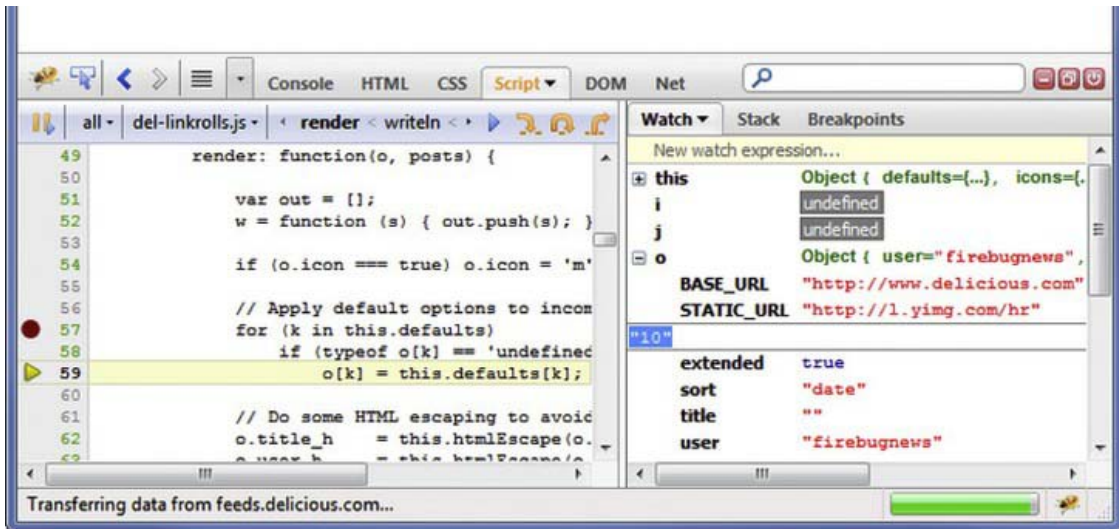 Console HTML CSS Script DOM Net
all del-linkrolls.js render < writeln <
Watch Stack Breakpoints
New watch expression...
49 render: function(o, posts) {
50
51 var out = [];
52 w = function (s) { out.push(s); }
53
54 if (o.icon === true) o.icon = 'm'
55
56 // Apply default options to incom
57 for (k in this.defaults)
58 if (typeof o[k] == 'undefined
59 o[k] = this.defaults[k];
60
61 // Do some HTML escaping to avoid
62 o.title_h = this.htmlEscape(o.
this Object { defaults={...}, icons={.
i undefined
j undefined
o Object { user="firebugnews",
BASE_URL "http://www.delicious.com"
STATIC_URL "http://l.yimg.com/hr"
"10"
extended true
sort "date"
title ""
user "firebugnews"
Transferring data from feeds.delicious.com...